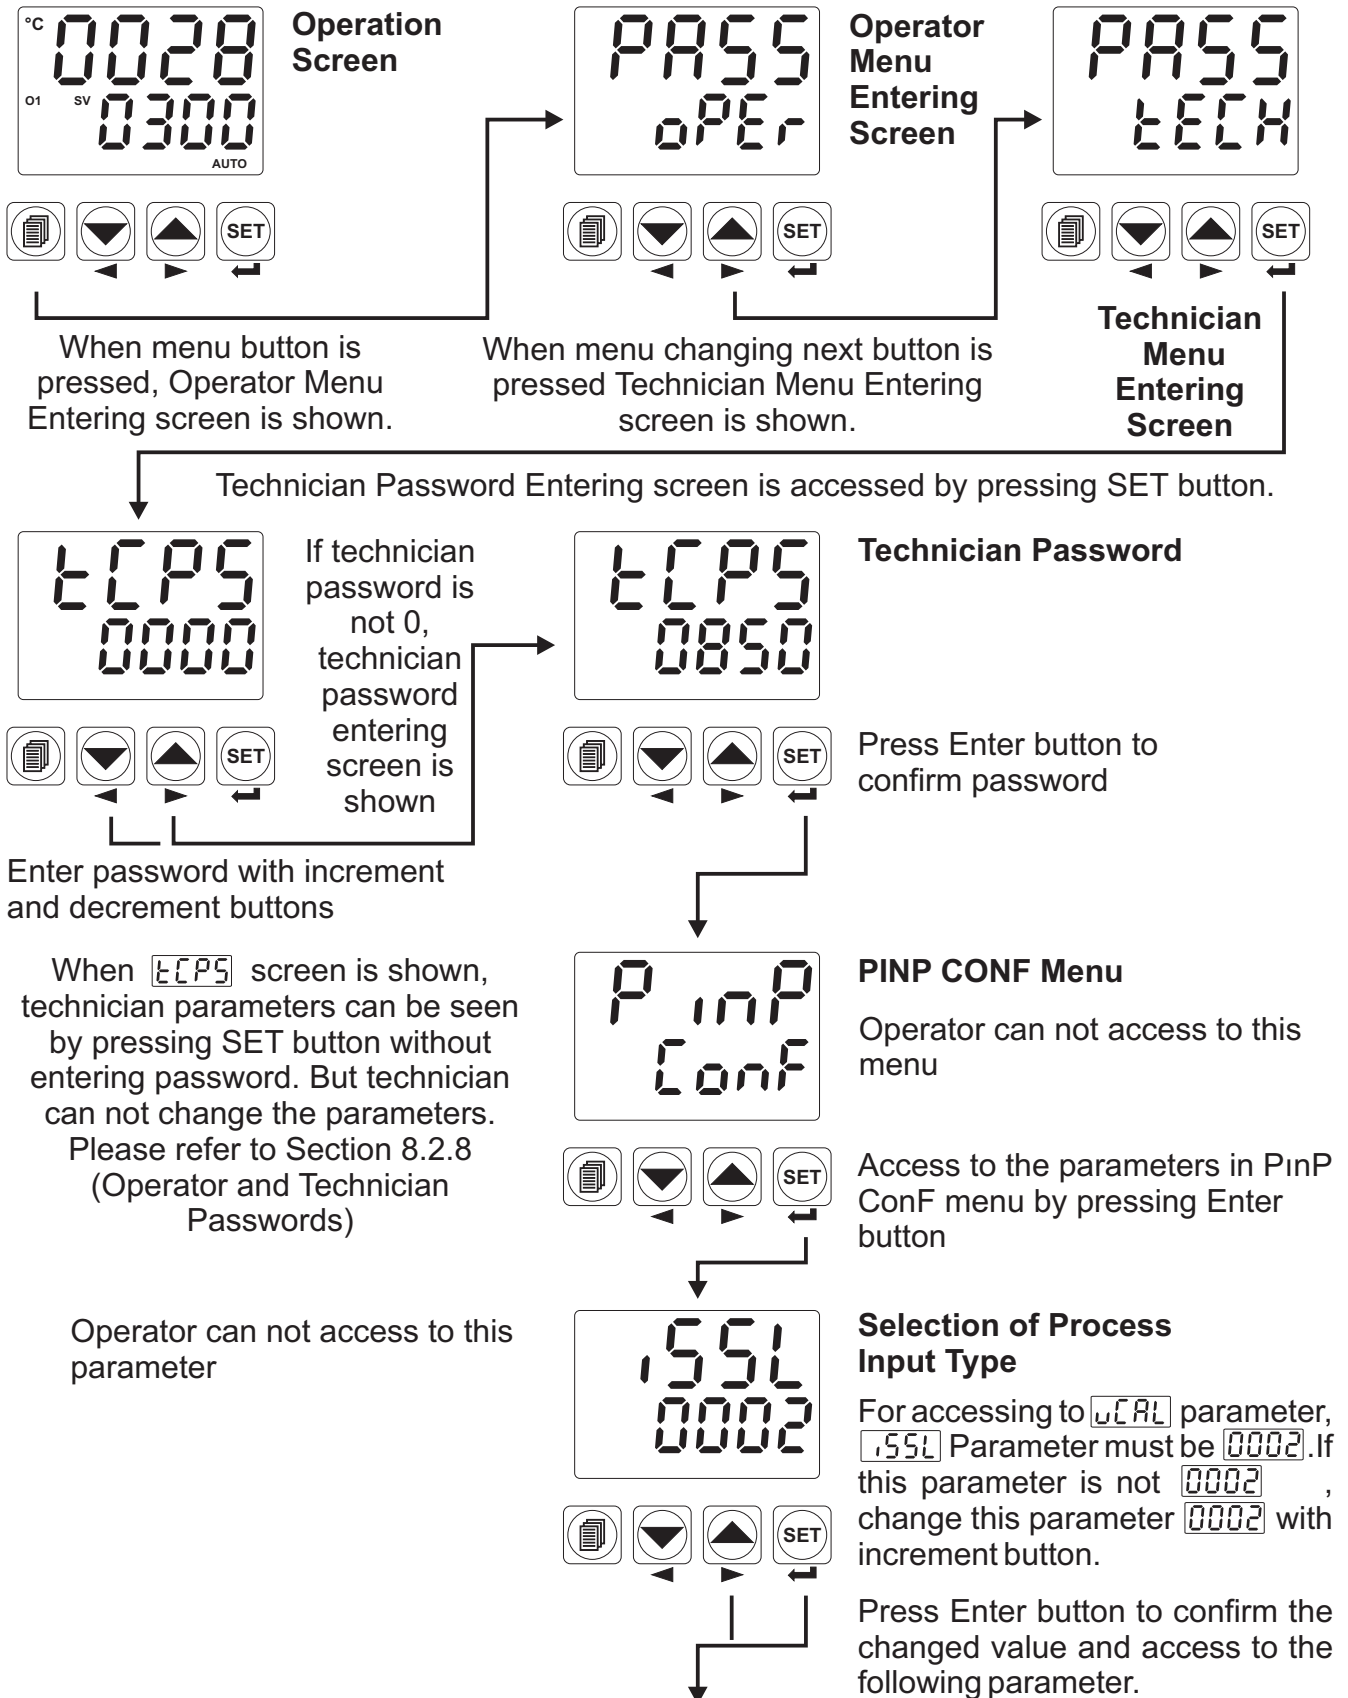 °C 0028
O1 SV 0300
AUTO
Operation
Screen
PASS
oPEr
Operator
Menu
Entering
Screen
PASS
tECH
SET
SET
SET
When menu button is
pressed, Operator Menu
Entering screen is shown.
When menu changing next button is
pressed Technician Menu Entering
screen is shown.
Technician
Menu
Entering
Screen
Technician Password Entering screen is accessed by pressing SET button.
tCPS
0000
If technician
password is
not 0,
technician
password
entering
screen is
shown
tCPS
0850
Technician Password
SET
SET
Press Enter button to
confirm password
Enter password with increment
and decrement buttons
When tCPS screen is shown,
technician parameters can be seen
by pressing SET button without
entering password. But technician
can not change the parameters.
Please refer to Section 8.2.8
(Operator and Technician
Passwords)
PınP
ConF
PINP CONF Menu
Operator can not access to this
menu
SET
Access to the parameters in PınP
ConF menu by pressing Enter
button
Operator can not access to this
parameter
ıSSL
0002
Selection of Process
Input Type
For accessing to uCAL parameter,
ıSSL Parameter must be 0002.If
this parameter is not 0002 ,
change this parameter 0002 with
increment button.
SET
Press Enter button to confirm the
changed value and access to the
following parameter.